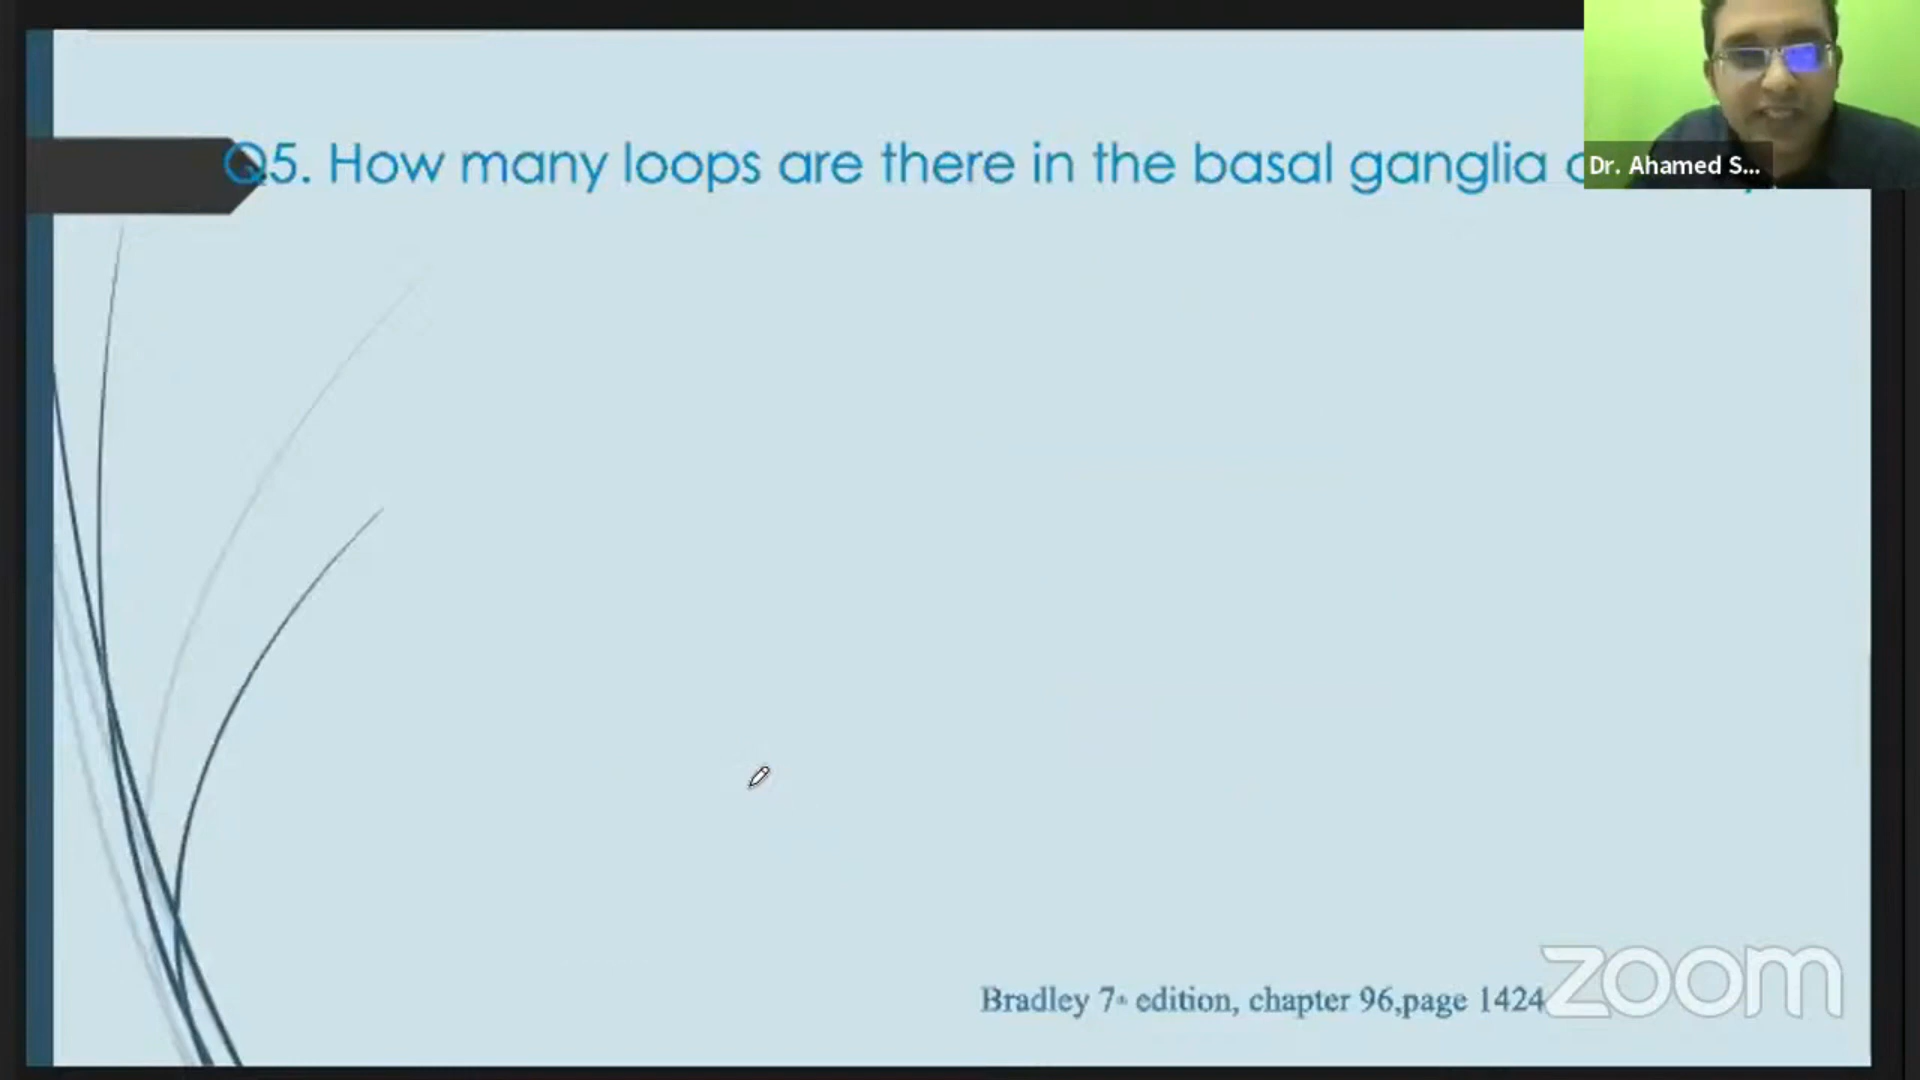 Q5. How many loops are there in the basal ganglia
Dr. Ahamed S...
Bradley 7th edition, chapter 96,page 1424
zoom